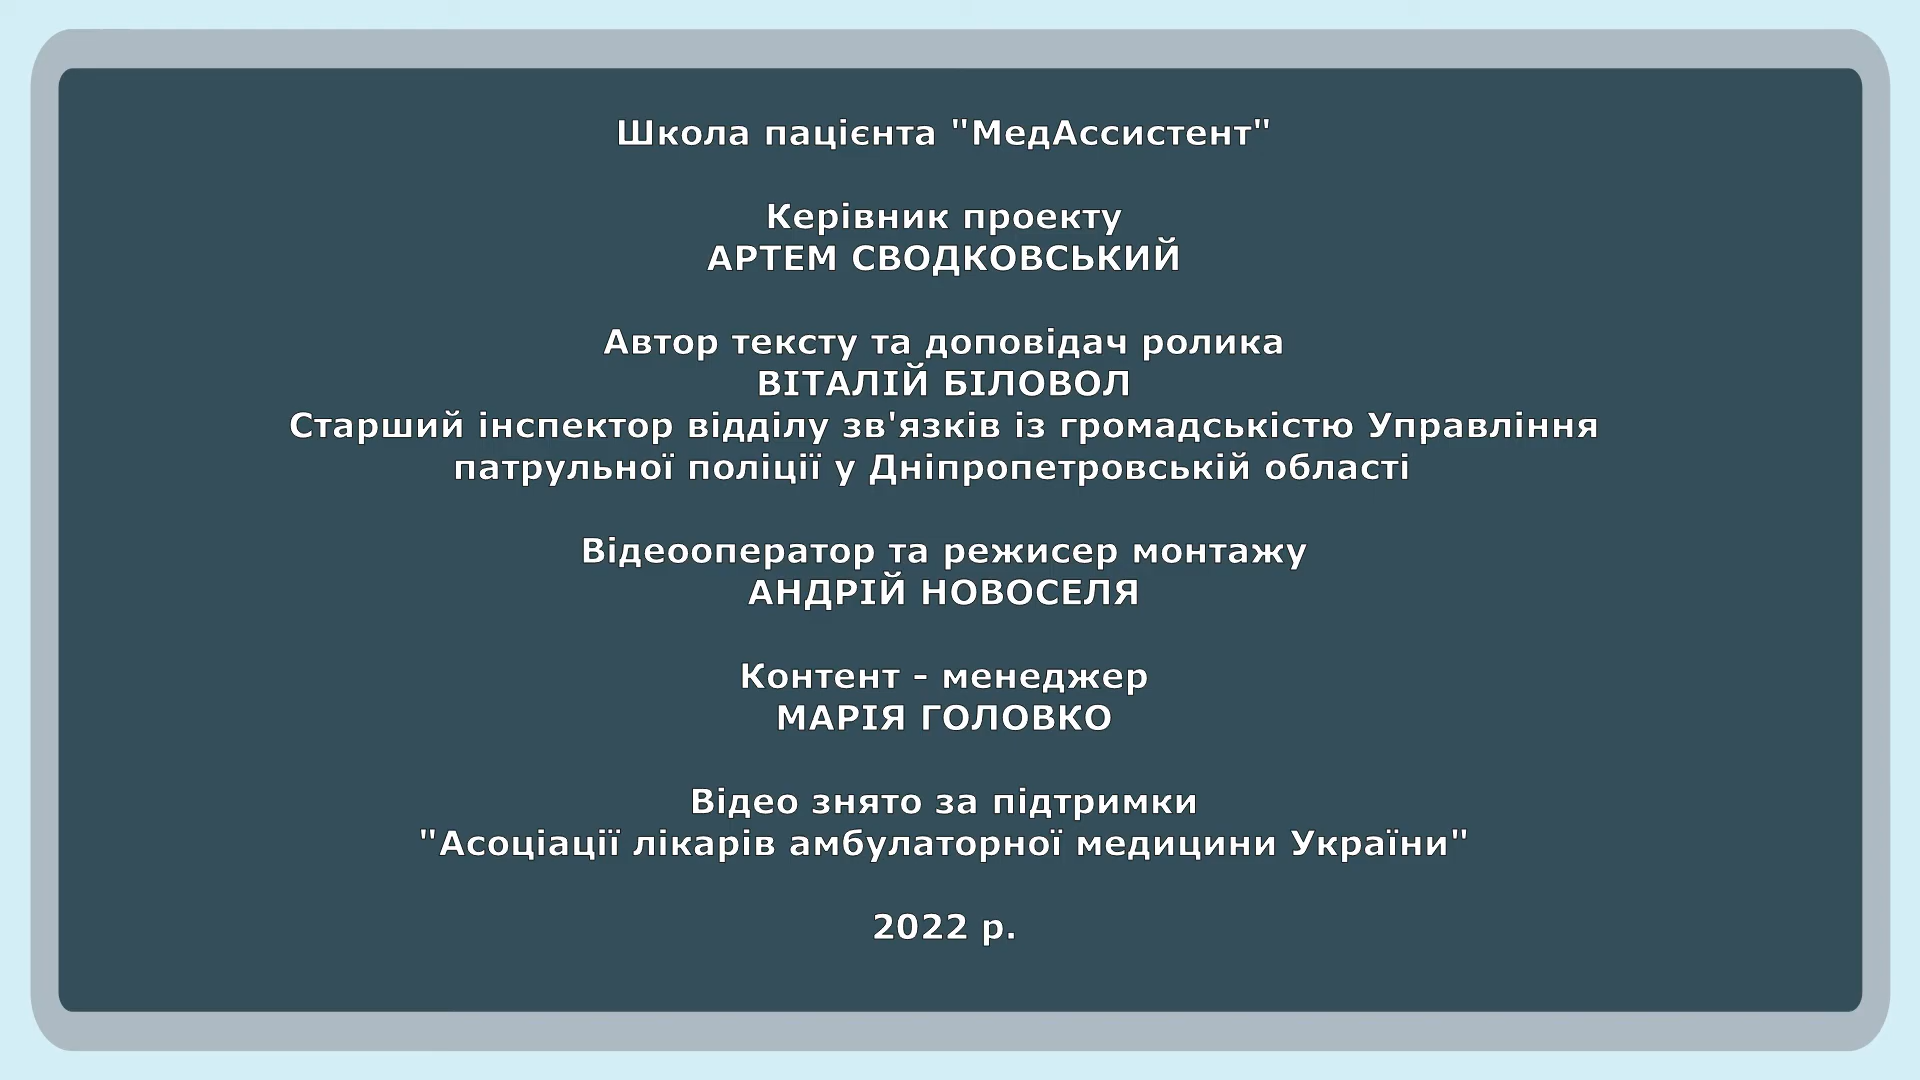 Школа пацієнта "МедАссистент"
Керівник проекту
АРТЕМ СВОДКОВСЬКИЙ
Автор тексту та доповідач ролика
ВІТАЛІЙ БІЛОВОЛ
Старший інспектор відділу зв'язків із громадськістю Управління
патрульної поліції у Дніпропетровській області
Відеооператор та режисер монтажу
АНДРІЙ НОВОСЕЛЯ
Контент - менеджер
МАРІЯ ГОЛОВКО
Відео знято за підтримки
"Асоціації лікарів амбулаторної медицини України"
2022 р.